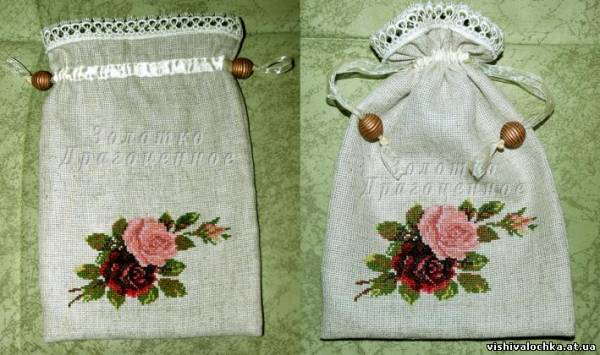 Золотко
Драгоценное
Золотко
Драгоценное
vishivalochka.at.ua